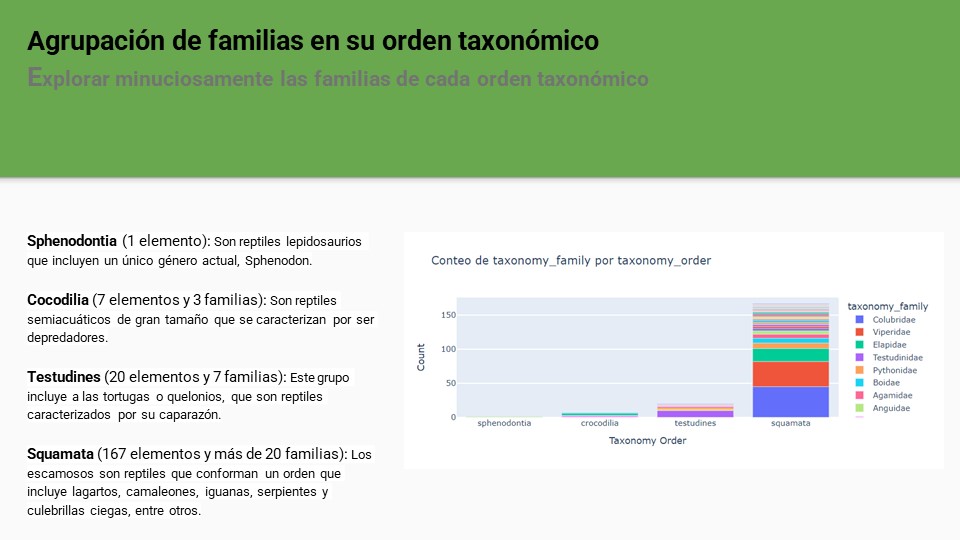 Agrupación de familias en su orden taxonómico
Explorar minuciosamente las familias de cada orden taxonómico
Sphenodontia (1 elemento): Son reptiles lepidosaurios
que incluyen un único género actual, Sphenodon.
Cocodilia (7 elementos y 3 familias): Son reptiles
semiacuáticos de gran tamaño que se caracterizan por ser
depredadores.
Testudines (20 elementos y 7 familias): Este grupo
incluye a las tortugas o quelonios, que son reptiles
caracterizados por su caparazón.
Squamata (167 elementos y más de 20 familias): Los
escamosos son reptiles que conforman un orden que
incluye lagartos, camaleones, iguanas, serpientes y
culebrillas ciegas, entre otros.
Conteo de taxonomy_family por taxonomy_order
Count
150
100
50
0
sphenodontia
crocodilia
testudines
squamata
Taxonomy Order
taxonomy_family
Colubridae
Viperidae
Elapidae
Testudinidae
Pythonidae
Boidae
Agamidae
Anguidae